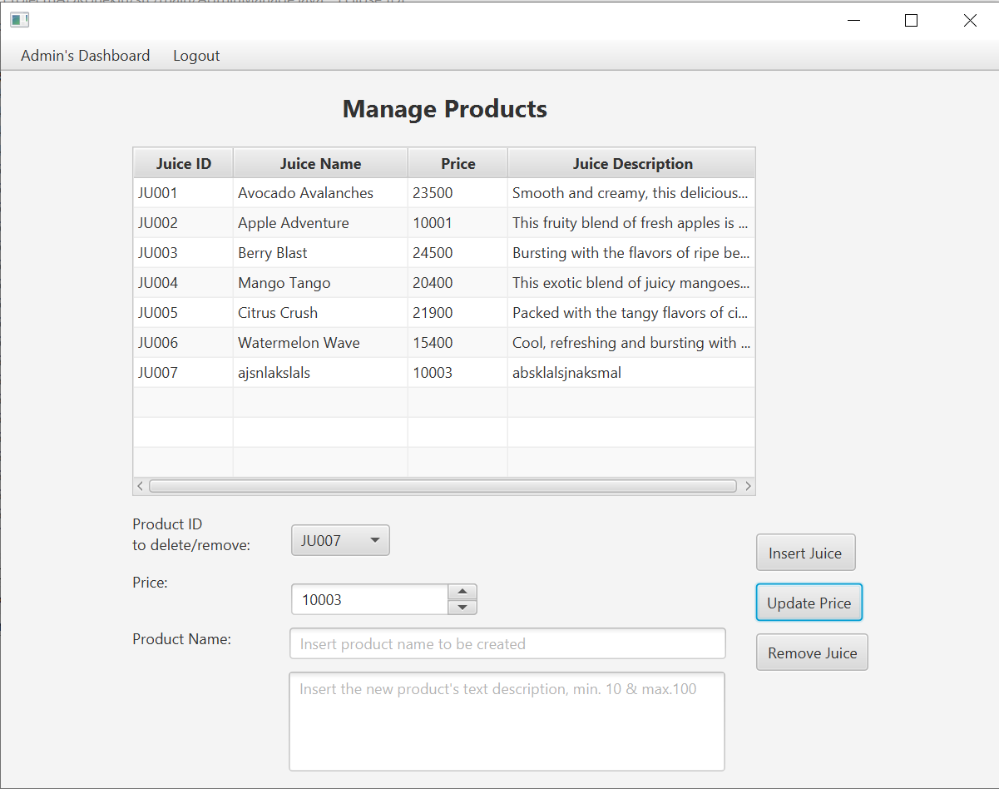 Admin's Dashboard Logout
Manage Products
Juice ID Juice Name Price Juice Description
JU001 Avocado Avalanches 23500 Smooth and creamy, this delicious...
JU002 Apple Adventure 10001 This fruity blend of fresh apples is ...
JU003 Berry Blast 24500 Bursting with the flavors of ripe be...
JU004 Mango Tango 20400 This exotic blend of juicy mangoes...
JU005 Citrus Crush 21900 Packed with the tangy flavors of ci...
JU006 Watermelon Wave 15400 Cool, refreshing and bursting with ...
JU007 ajsnlakslals 10003 absklalsjnaksmal
Product ID
to delete/remove:
JU007
Insert Juice
Price:
10003
Update Price
Product Name:
Insert product name to be created
Remove Juice
Insert the new product's text description, min. 10 & max.100